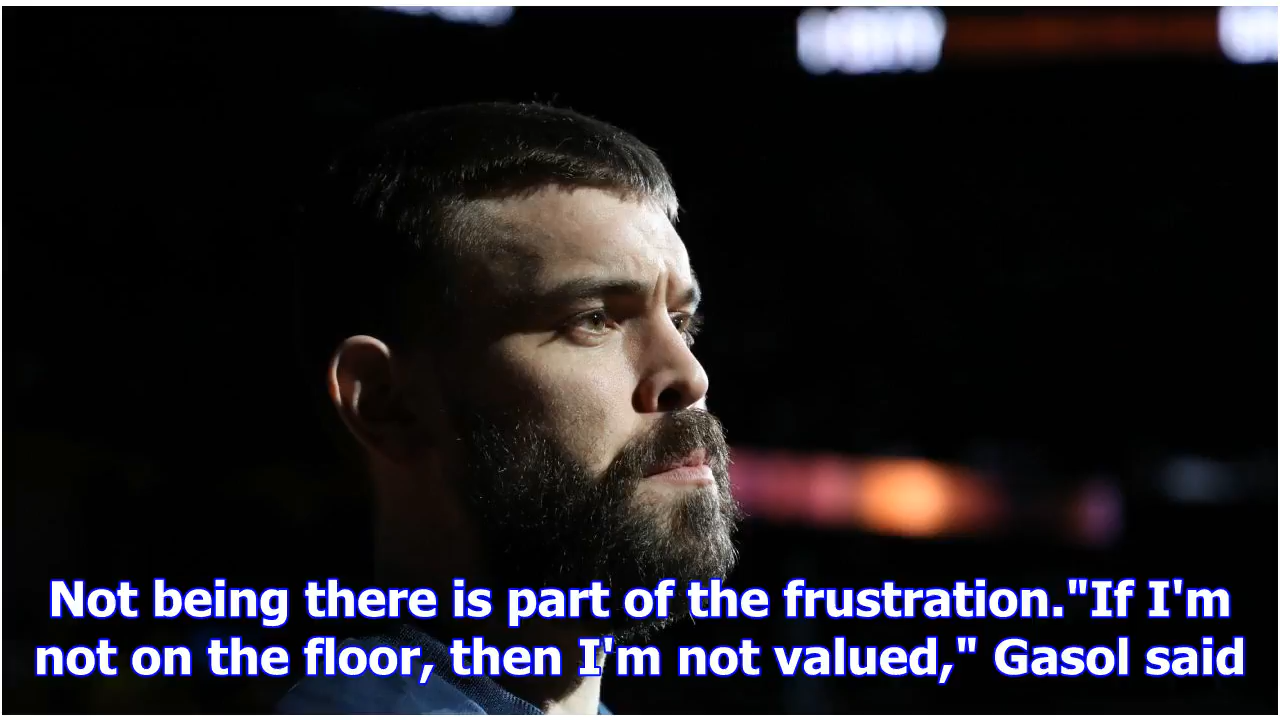 Not being there is part of the frustration."If I'm
not on the floor, then I'm not valued," Gasol said